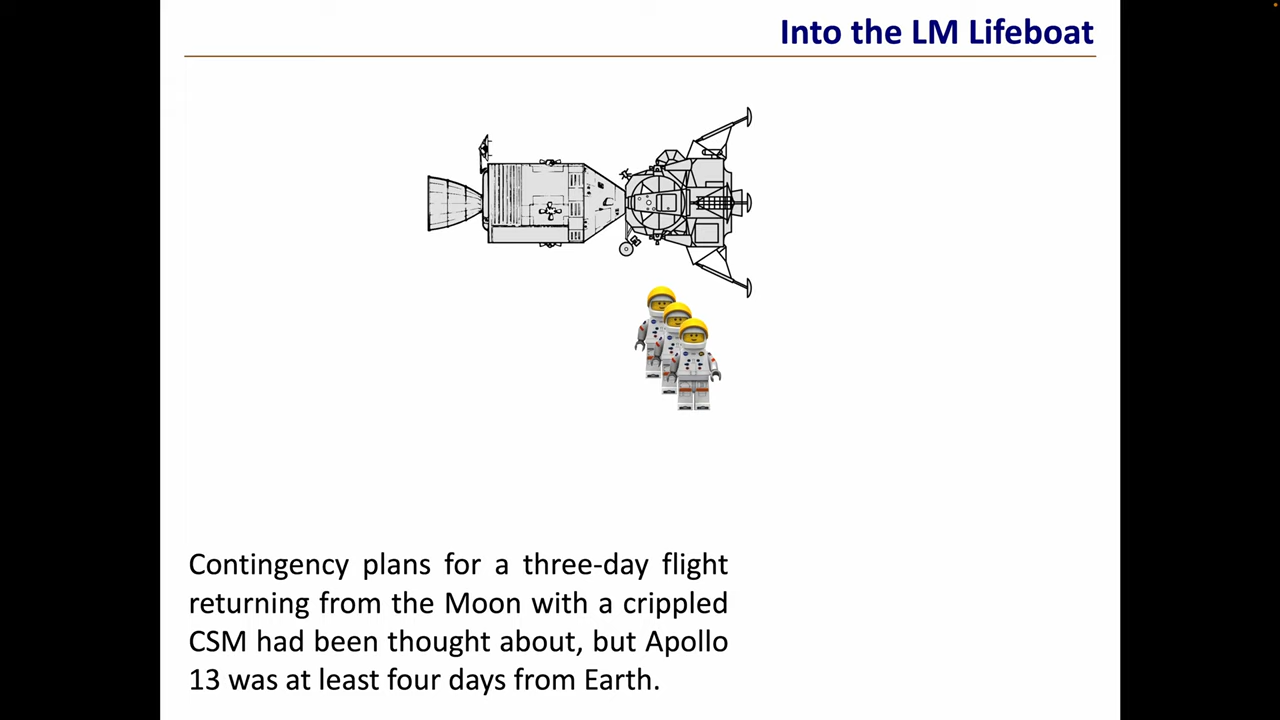 Into the LM Lifeboat
Contingency plans for a three-day flight
returning from the Moon with a crippled
CSM had been thought about, but Apollo
13 was at least four days from Earth.